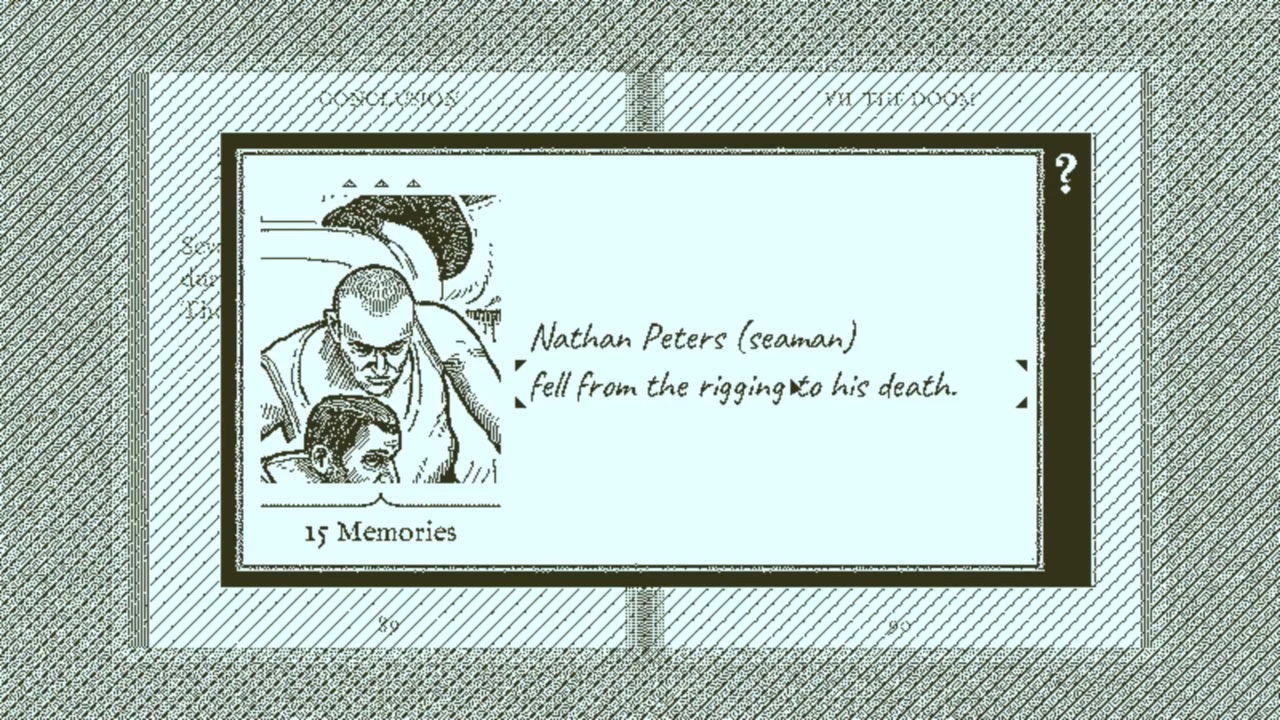 CONCLUSION
VII. THE DOOM
?
Nathan Peters (seaman)
fell from the rigging to his death.
15 Memories
89
90